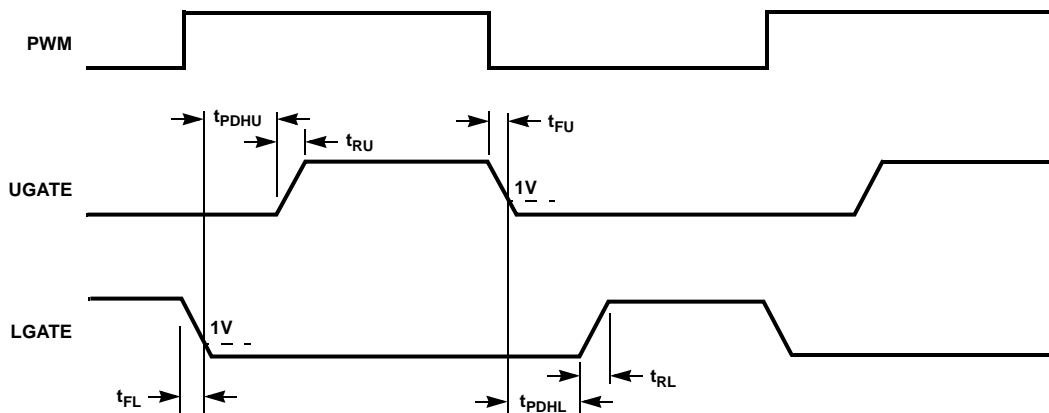 PWM
tPDHU
tRU
tFU
UGATE
1V
LGATE
1V
tFL
tRL
tPDHL